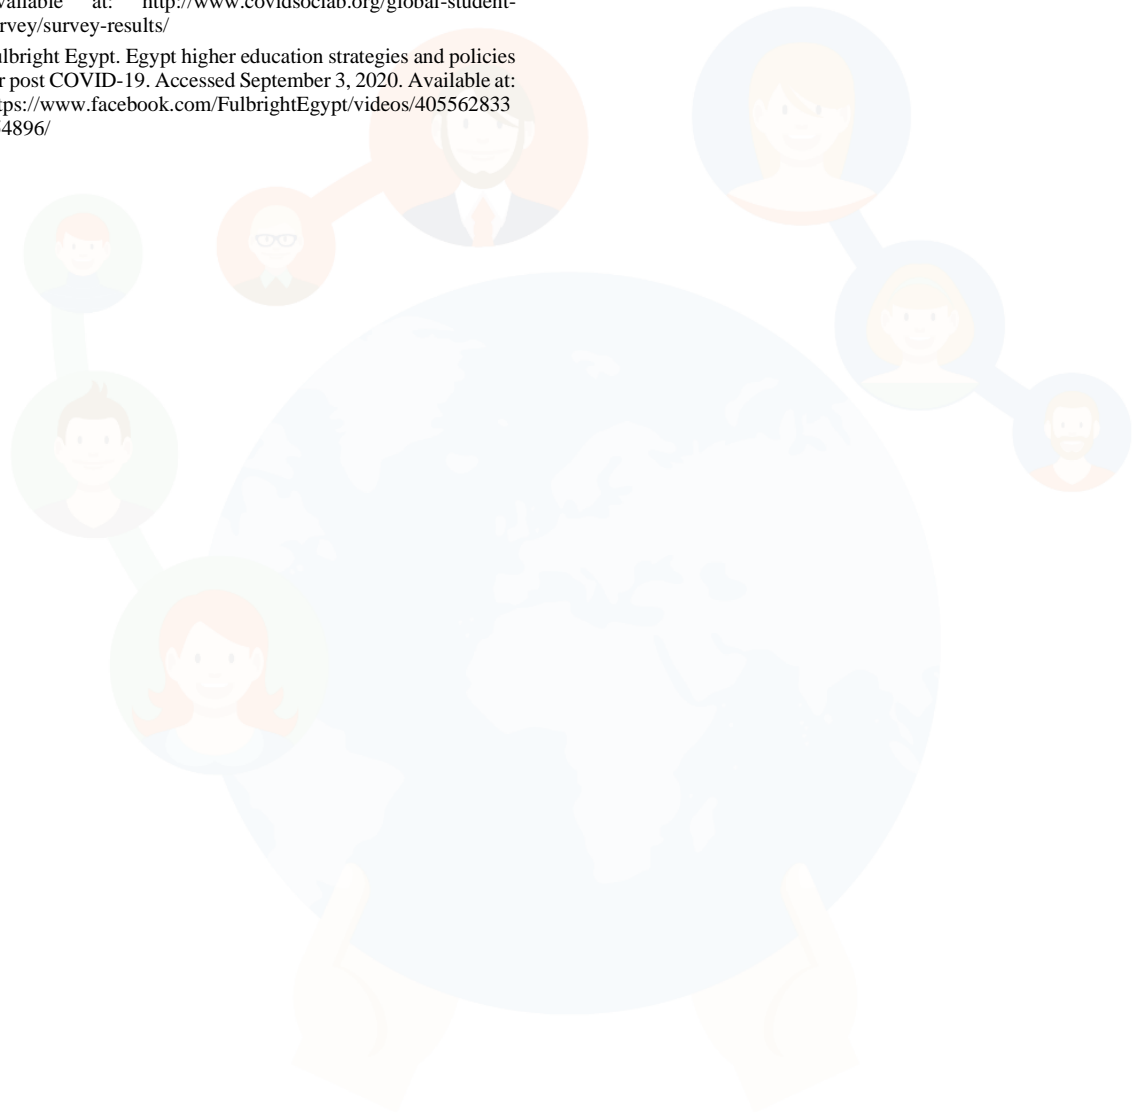 at: http://www.covidsoclab.org/global-student-
rvey/survey-results/
lbright Egypt. Egypt higher education strategies and policies
r post COVID-19. Accessed September 3, 2020. Available at:
tps://www.facebook.com/FulbrightEgypt/videos/405562833
4896/